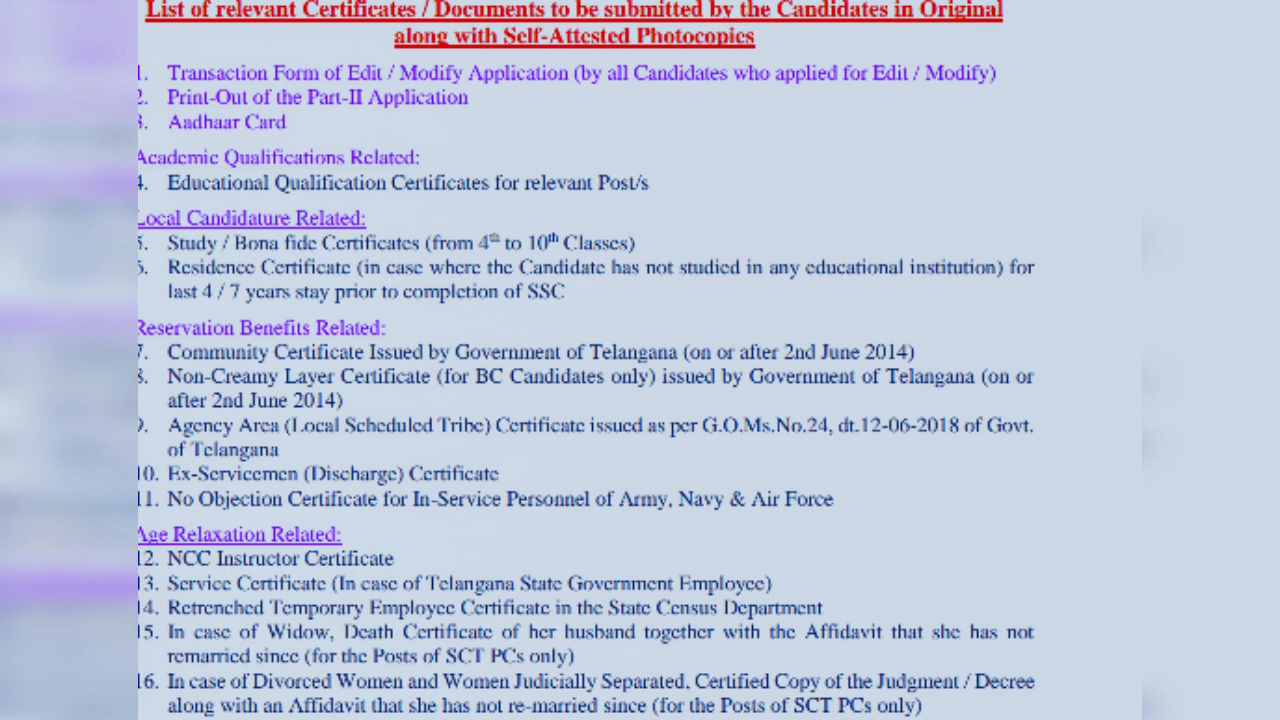 List of relevant Certificates / Documents to be submitted by the Candidates in Original
along with Self-Attested Photocopies
1. Transaction Form of Edit / Modify Application (by all Candidates who applied for Edit / Modify)
2. Print-Out of the Part-II Application
3. Aadhaar Card
Academic Qualifications Related:
4. Educational Qualification Certificates for relevant Post/s
Local Candidature Related:
5. Study / Bona fide Certificates (from 4th to 10th Classes)
6. Residence Certificate (in case where the Candidate has not studied in any educational institution) for
last 4 / 7 years stay prior to completion of SSC
Reservation Benefits Related:
7. Community Certificate Issued by Government of Telangana (on or after 2nd June 2014)
8. Non-Creamy Layer Certificate (for BC Candidates only) issued by Government of Telangana (on or
after 2nd June 2014)
9. Agency Area (Local Scheduled Tribe) Certificate issued as per G.O.Ms.No.24, dt.12-06-2018 of Govt.
of Telangana
10. Ex-Servicemen (Discharge) Certificate
11. No Objection Certificate for In-Service Personnel of Army, Navy & Air Force
Age Relaxation Related:
12. NCC Instructor Certificate
13. Service Certificate (In case of Telangana State Government Employee)
14. Retrenched Temporary Employee Certificate in the State Census Department
15. In case of Widow, Death Certificate of her husband together with the Affidavit that she has not
remarried since (for the Posts of SCT PCs only)
16. In case of Divorced Women and Women Judicially Separated, Certified Copy of the Judgment / Decree
along with an Affidavit that she has not re-married since (for the Posts of SCT PCs only)